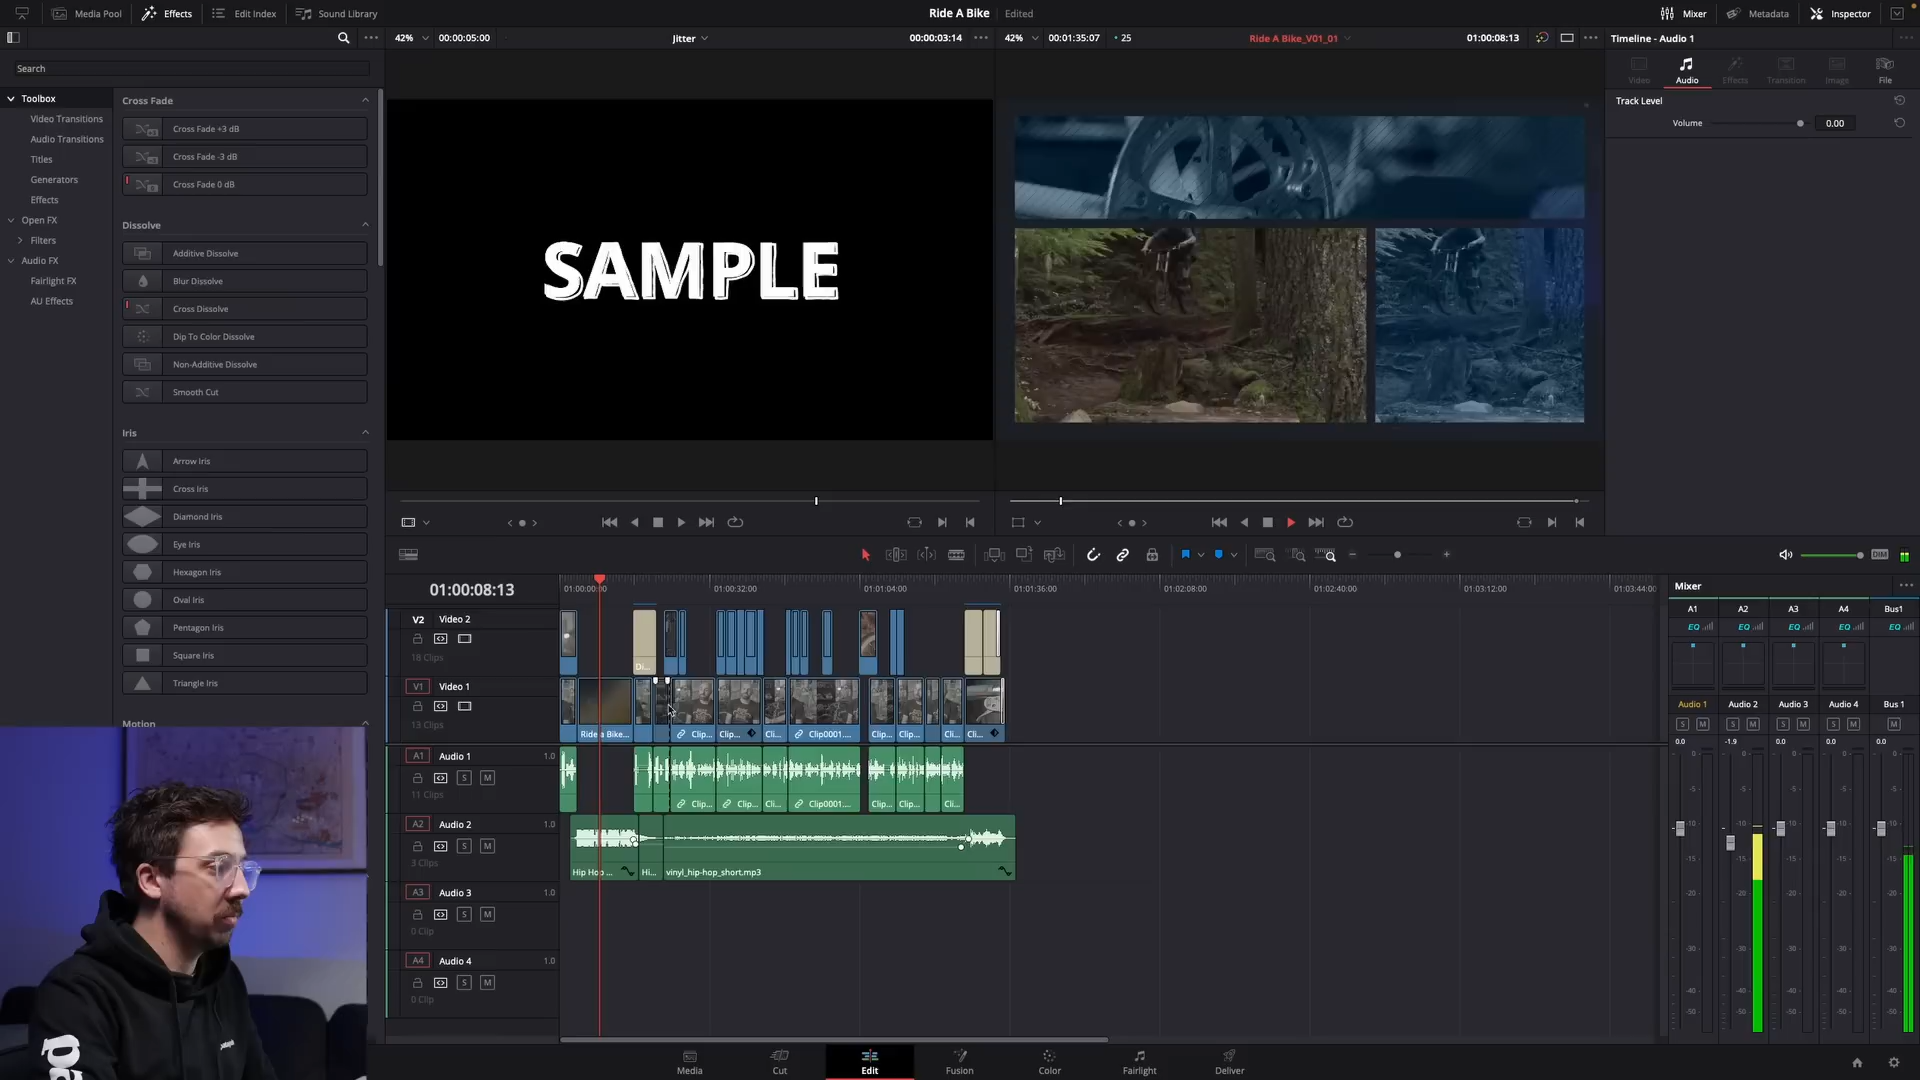 Media Pool
Effects
Edit Index
Sound Library
Ride A Bike
Edited
Mixer
Metadata
Inspector
42%
00:00:05:00
Jitter
00:00:03:14
42%
00:01:35:07
25
Ride A Bike_V01_01
01:00:08:13
Timeline - Audio 1
Search
Video
Audio
Effects
Transition
Image
File
Toolbox
Video Transitions
Audio Transitions
Titles
Generators
Effects
Open FX
Filters
Audio FX
Fairlight FX
AU Effects
Cross Fade
Cross Fade +3 dB
Cross Fade -3 dB
Cross Fade 0 dB
Dissolve
Additive Dissolve
Blur Dissolve
Cross Dissolve
Dip To Color Dissolve
Non-Additive Dissolve
Smooth Cut
Iris
Arrow Iris
Cross Iris
Diamond Iris
Eye Iris
Hexagon Iris
Oval Iris
Pentagon Iris
Square Iris
Triangle Iris
Motion
SAMPLE
Track Level
Volume
0.00
DIM
01:00:08:13
01:00:00:00
01:00:32:00
01:01:04:00
01:01:36:00
01:02:08:00
01:02:40:00
01:03:12:00
01:03:44:00
V2
Video 2
18 Clips
Di...
V1
Video 1
13 Clips
Ride a Bike...
Clip...
Clip...
Cli...
Clip0001....
Clip...
Clip...
Cli...
Cli...
A1
Audio 1
1.0
S
M
11 Clips
Clip...
Clip...
Cli...
Clip0001....
Clip...
Clip...
Cli...
A2
Audio 2
1.0
S
M
3 Clips
Hip Hop ...
Hi...
vinyl_hip-hop_short.mp3
A3
Audio 3
1.0
S
M
0 Clip
A4
Audio 4
1.0
S
M
0 Clip
Mixer
A1
A2
A3
A4
Bus1
EQ
EQ
EQ
EQ
EQ
Audio 1
Audio 2
Audio 3
Audio 4
Bus 1
S
M
S
M
S
M
S
M
M
0.0
-1.9
0.0
0.0
0.0
Media
Cut
Edit
Fusion
Color
Fairlight
Deliver